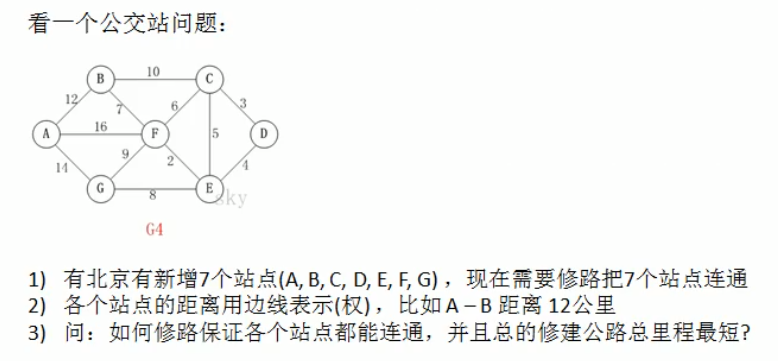 看一个公交站问题：
B 10 C
12 7 6 3
A 16 F 5 D
14 9 2 4
G 8 E
sky
G4
1) 有北京有新增7个站点(A, B, C, D, E, F, G) ，现在需要修路把7个站点连通
2) 各个站点的距离用边线表示(权) ，比如 A – B 距离 12公里
3) 问：如何修路保证各个站点都能连通，并且总的修建公路总里程最短?